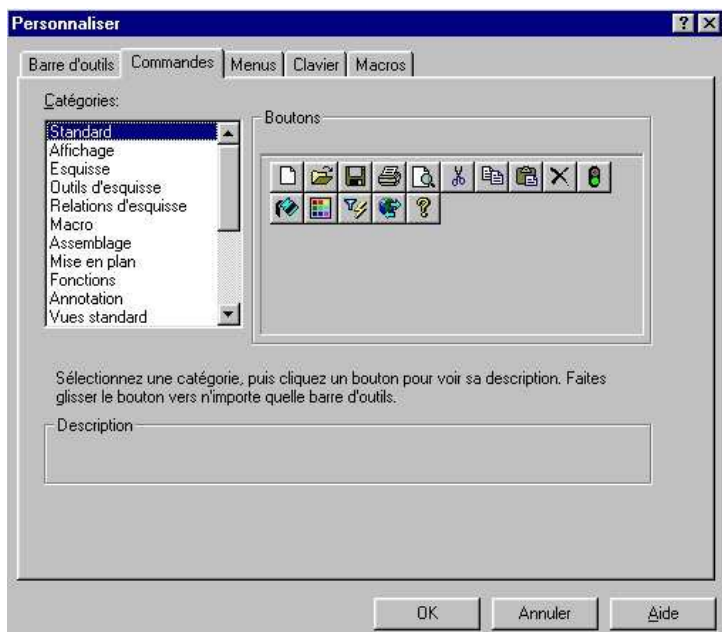 Personnaliser
Barre d'outils
Commandes
Menus
Clavier
Macros
Catégories:
Standard
Affichage
Esquisse
Outils d'esquisse
Relations d'esquisse
Macro
Assemblage
Mise en plan
Fonctions
Annotation
Vues standard
Boutons
Sélectionnez une catégorie, puis cliquez un bouton pour voir sa description. Faites
glisser le bouton vers n'importe quelle barre d'outils.
Description
OK
Annuler
Aide